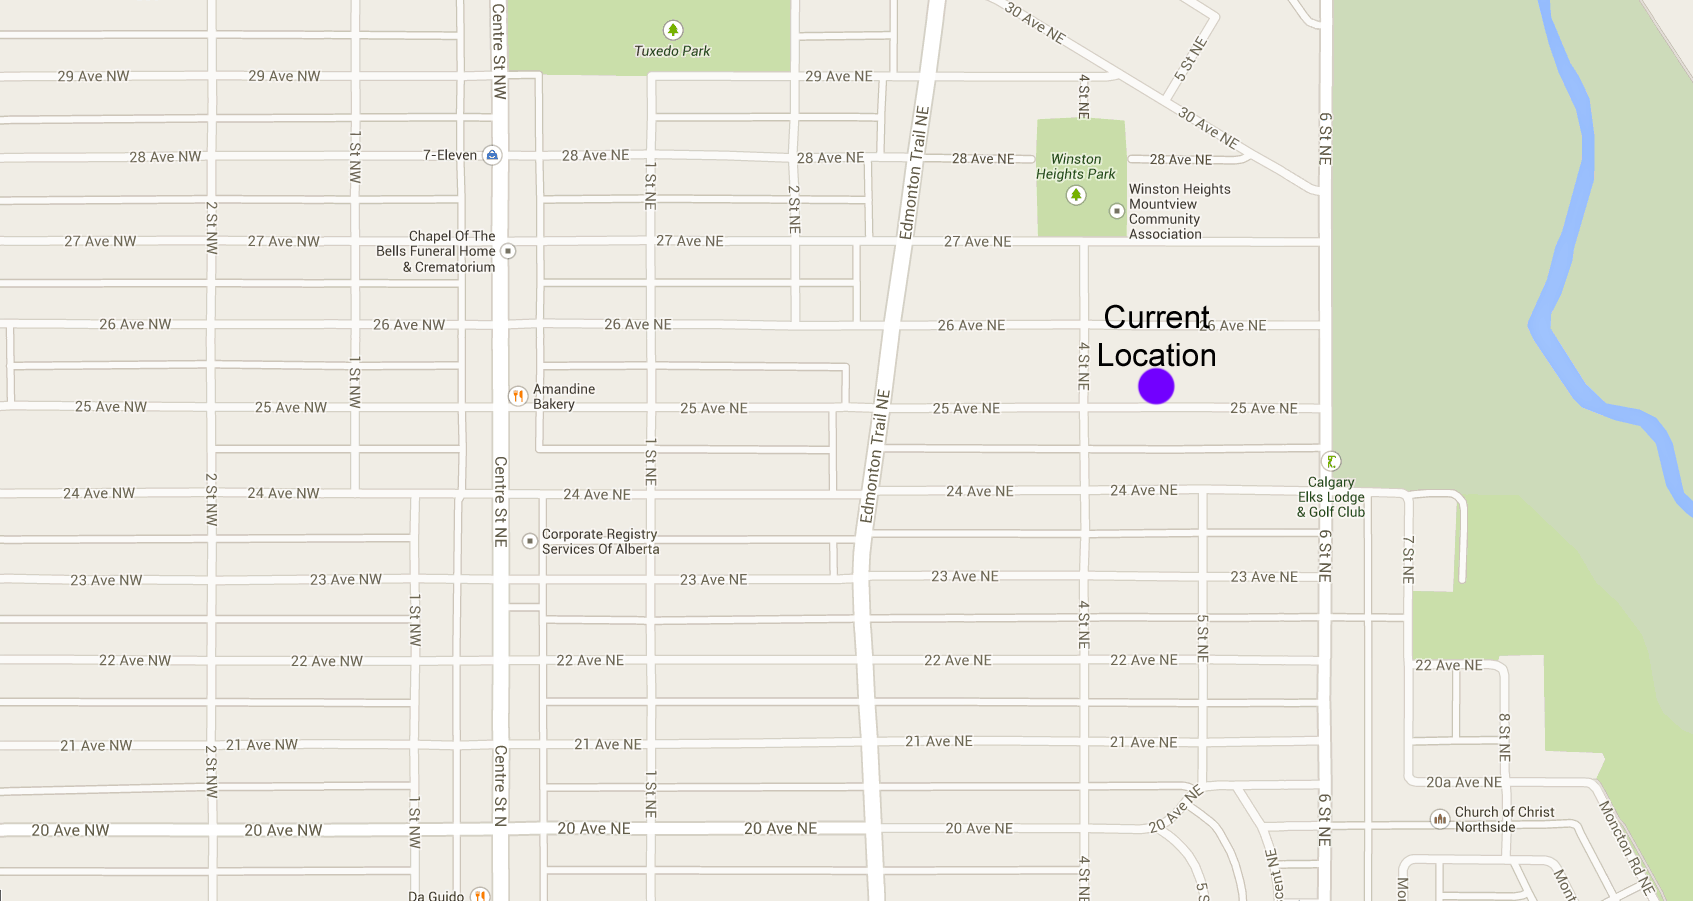 30 Ave NE
Centre St NW
Tuxedo Park
5 St NE
29 Ave NW
29 Ave NW
29 Ave NE
4 St NE
30 Ave NE
6 St NE
Edmonton Trail NE
1 St NW
28 Ave NW
7-Eleven
28 Ave NE
28 Ave NE
28 Ave NE
28 Ave NE
Winston
Heights Park
1 St NE
2 St NE
Winston Heights
Mountview
Community
Association
2 St NW
27 Ave NW
27 Ave NW
Chapel Of The
Bells Funeral Home
& Crematorium
27 Ave NE
27 Ave NE
26 Ave NW
26 Ave NW
26 Ave NE
26 Ave NE
Current
Location
26 Ave NE
1 St NW
4 St NE
Amandine
Bakery
25 Ave NW
25 Ave NW
25 Ave NE
25 Ave NE
25 Ave NE
Edmonton Trail NE
1 St NE
Centre St NE
2 St NW
24 Ave NW
24 Ave NW
24 Ave NE
24 Ave NE
24 Ave NE
Calgary
Elks Lodge
& Golf Club
Corporate Registry
Services Of Alberta
6 St NE
7 St NE
23 Ave NW
23 Ave NW
23 Ave NE
23 Ave NE
23 Ave NE
1 St NW
4 St NE
5 St NE
22 Ave NW
22 Ave NW
22 Ave NE
22 Ave NE
22 Ave NE
22 Ave NE
8 St NE
21 Ave NW
21 Ave NW
21 Ave NE
21 Ave NE
21 Ave NE
2 St NW
Centre St N
1 St NE
1 St NW
20a Ave NE
20 Ave NE
6 St NE
Church of Christ
Northside
Moncton Rd NE
20 Ave NW
20 Ave NW
20 Ave NE
20 Ave NE
20 Ave NE
4 St NE
5 S
cent NE
Mo
Mont
Da Guido